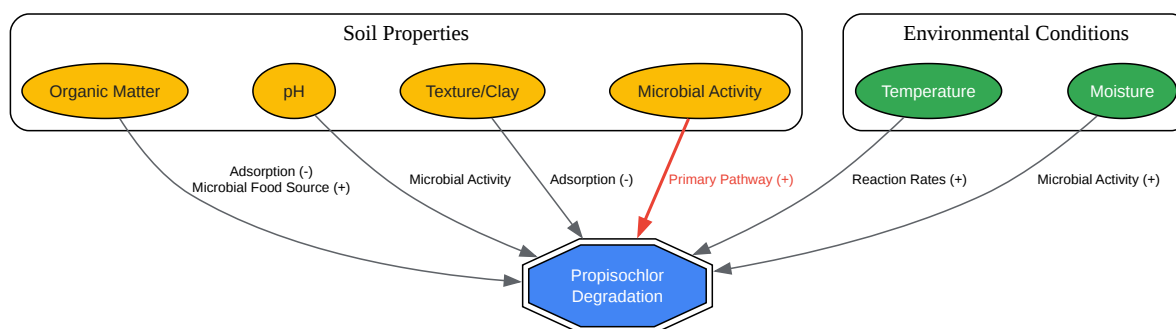 Soil Properties
Environmental Conditions
Organic Matter
pH
Texture/Clay
Microbial Activity
Temperature
Moisture
Adsorption (-)
Microbial Food Source (+)
Microbial Activity
Adsorption (-)
Primary Pathway (+)
Reaction Rates (+)
Microbial Activity (+)
Propisochlor
Degradation